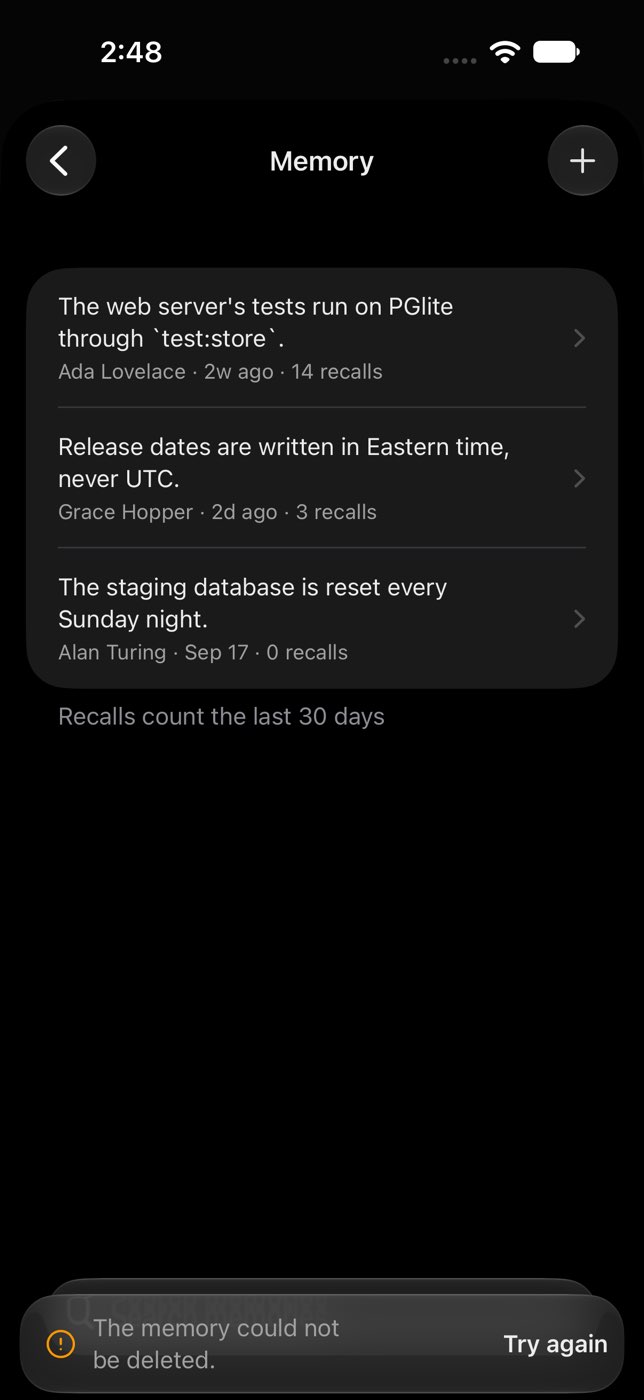 2:48
Memory
The web server's tests run on PGlite
through `test:store`.
Ada Lovelace · 2w ago · 14 recalls
Release dates are written in Eastern time,
never UTC.
Grace Hopper · 2d ago · 3 recalls
The staging database is reset every
Sunday night.
Alan Turing · Sep 17 · 0 recalls
Recalls count the last 30 days
The memory could not
be deleted.
Try again